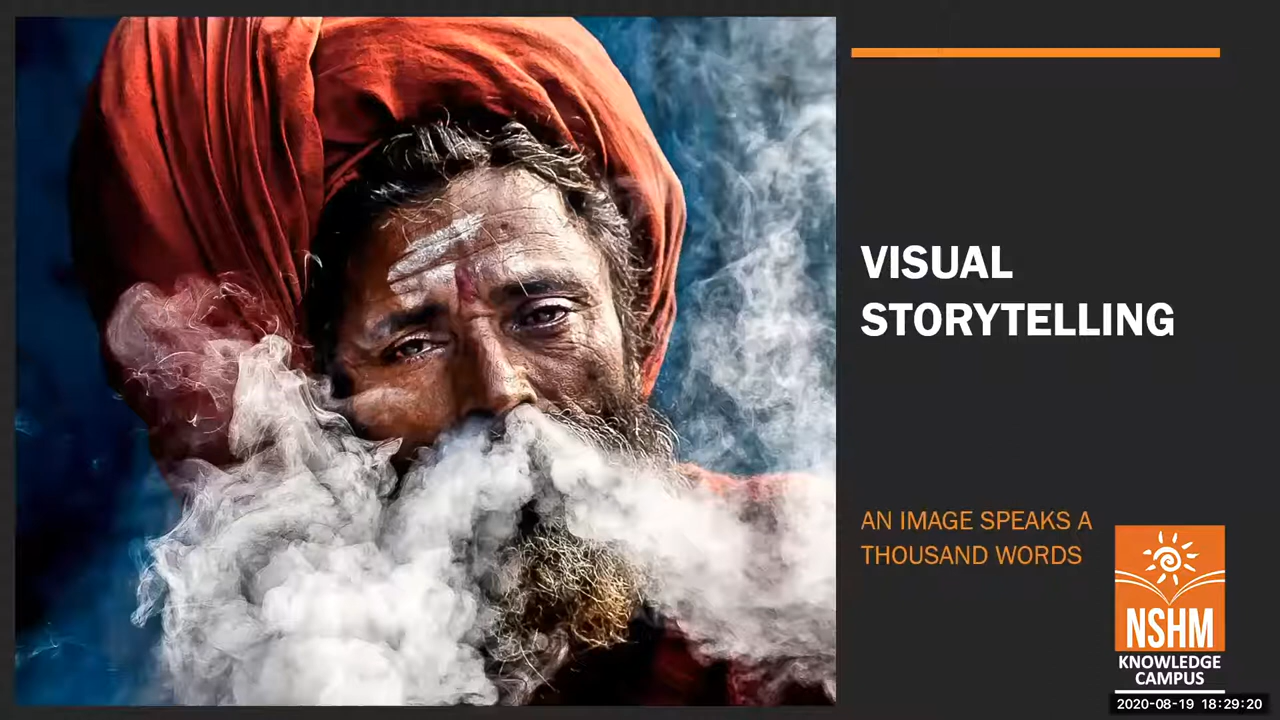 VISUAL
STORYTELLING
AN IMAGE SPEAKS A
THOUSAND WORDS
NSHM
KNOWLEDGE
CAMPUS
2020-08-19 18:29:20